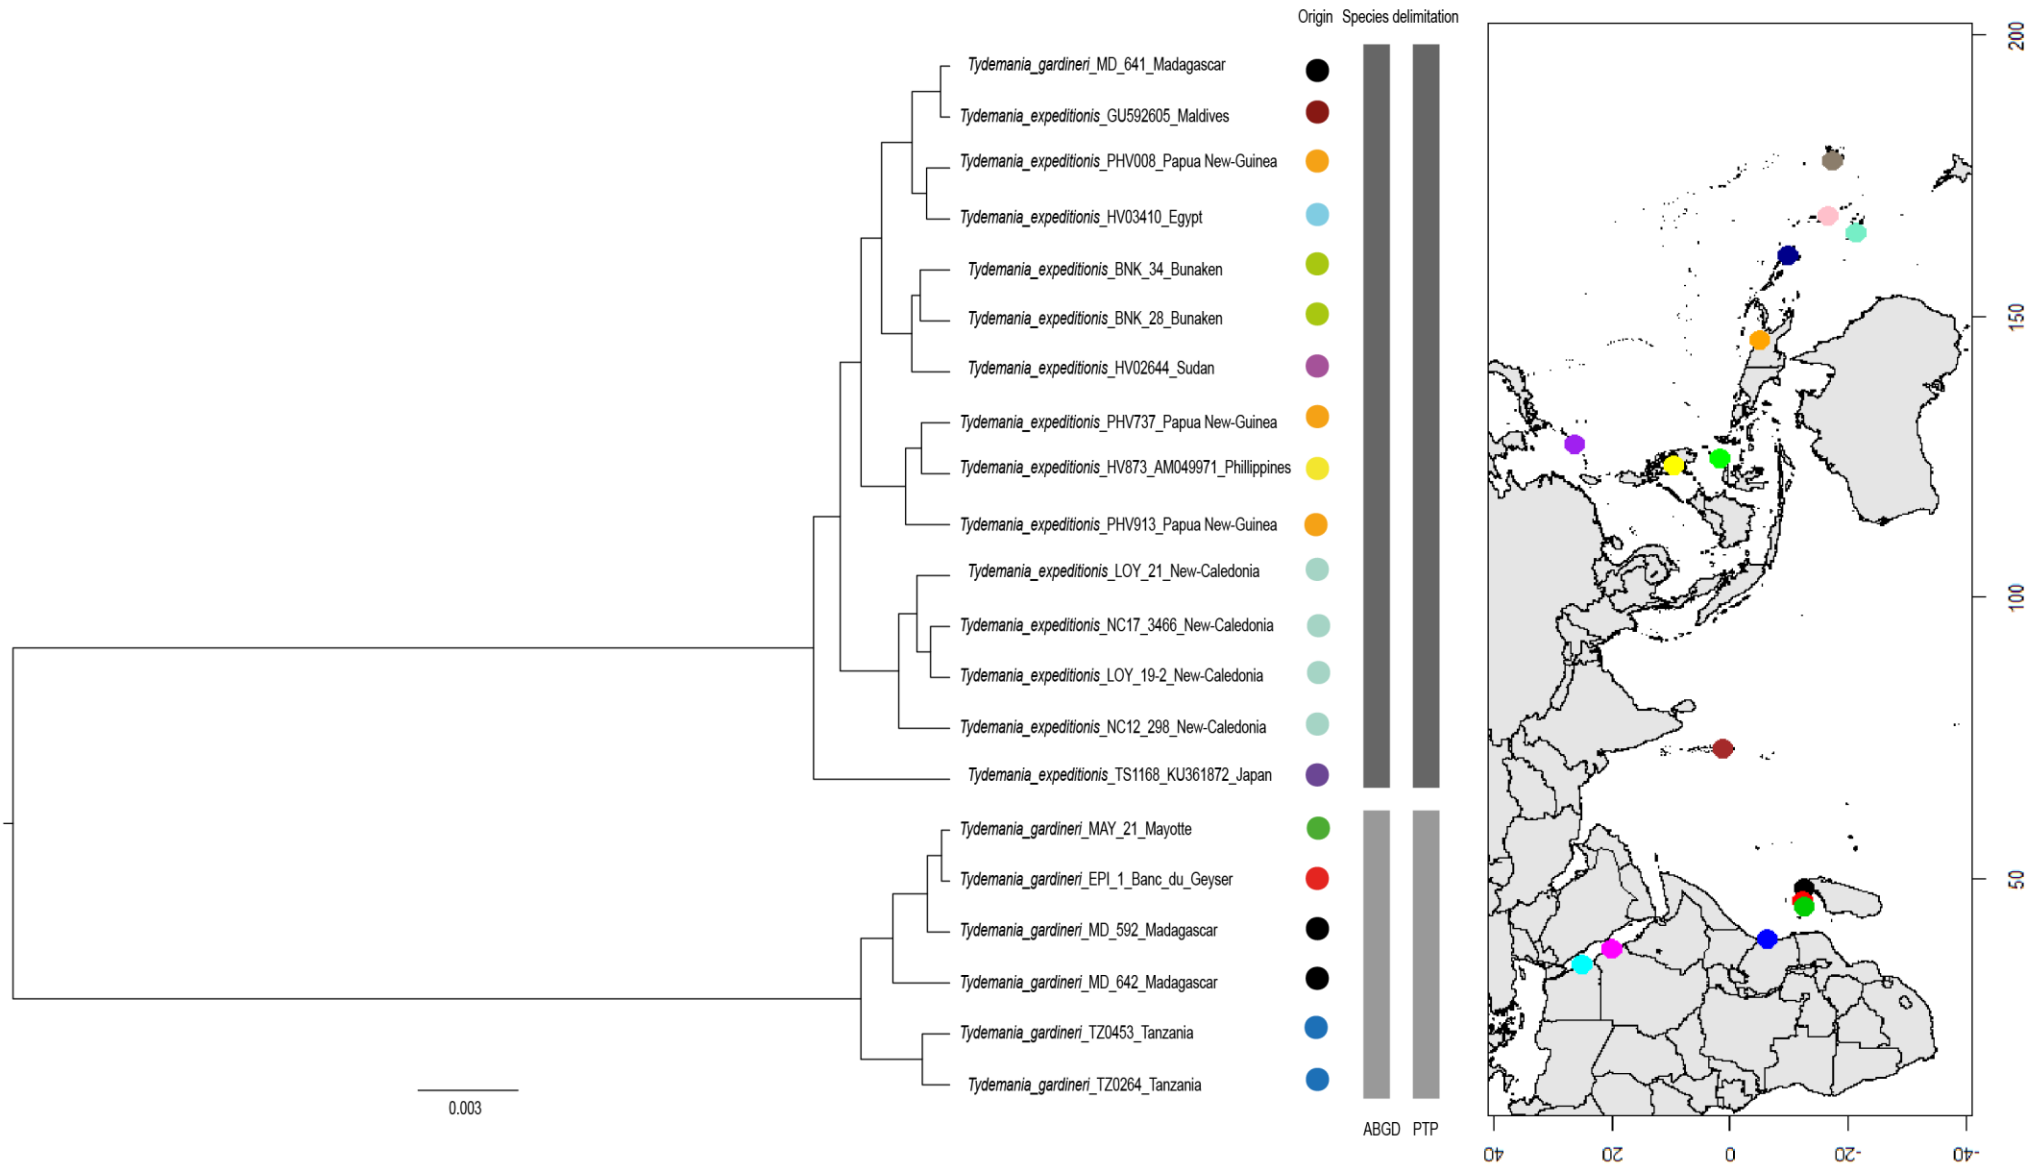 Origin Species delimitation
Tydemania_gardineri_MD_641_Madagascar
Tydemania_expeditionis_GU592605_Maldives
Tydemania_expeditionis_PHV008_Papua New-Guinea
Tydemania_expeditionis_HV03410_Egypt
Tydemania_expeditionis_BNK_34_Bunaken
Tydemania_expeditionis_BNK_28_Bunaken
Tydemania_expeditionis_HV02644_Sudan
Tydemania_expeditionis_PHV737_Papua New-Guinea
Tydemania_expeditionis_HV873_AM049971_Phillippines
Tydemania_expeditionis_PHV913_Papua New-Guinea
Tydemania_expeditionis_LOY_21_New-Caledonia
Tydemania_expeditionis_NC17_3466_New-Caledonia
Tydemania_expeditionis_LOY_19-2_New-Caledonia
Tydemania_expeditionis_NC12_298_New-Caledonia
Tydemania_expeditionis_TS1168_KU361872_Japan
Tydemania_gardineri_MAY_21_Mayotte
Tydemania_gardineri_EPI_1_Banc_du_Geyser
Tydemania_gardineri_MD_592_Madagascar
Tydemania_gardineri_MD_642_Madagascar
Tydemania_gardineri_TZ0453_Tanzania
Tydemania_gardineri_TZ0264_Tanzania
0.003
ABGD PTP
200
150
100
50
40 20 0 -20 -40